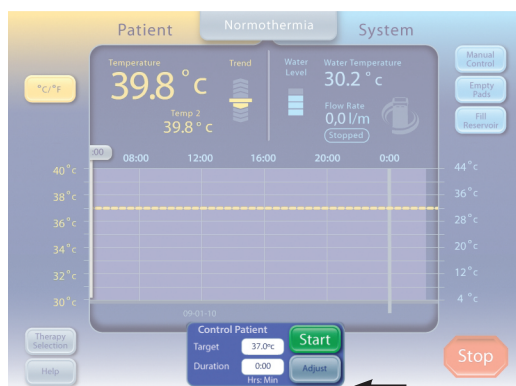 Patient
Normothermia
System
Temperature
39.8 °c
Trend
Temp 2
39.8 ° c
Water Level
Water Temperature
30.2 ° c
Flow Rate
0,0 l/m
Stopped
°C/°F
Manual
Control
Empty
Pads
Fill
Reservoir
:00
08:00 12:00 16:00 20:00 0:00
40°c
38°c
36°c
34°c
32°c
30°c
44°c
36°c
28°c
20°c
12°c
4 °c
09-01-10
Control Patient
Target 37.0°c
Start
Duration 0:00
Hrs: Min
Adjust
Therapy
Selection
Help
Stop